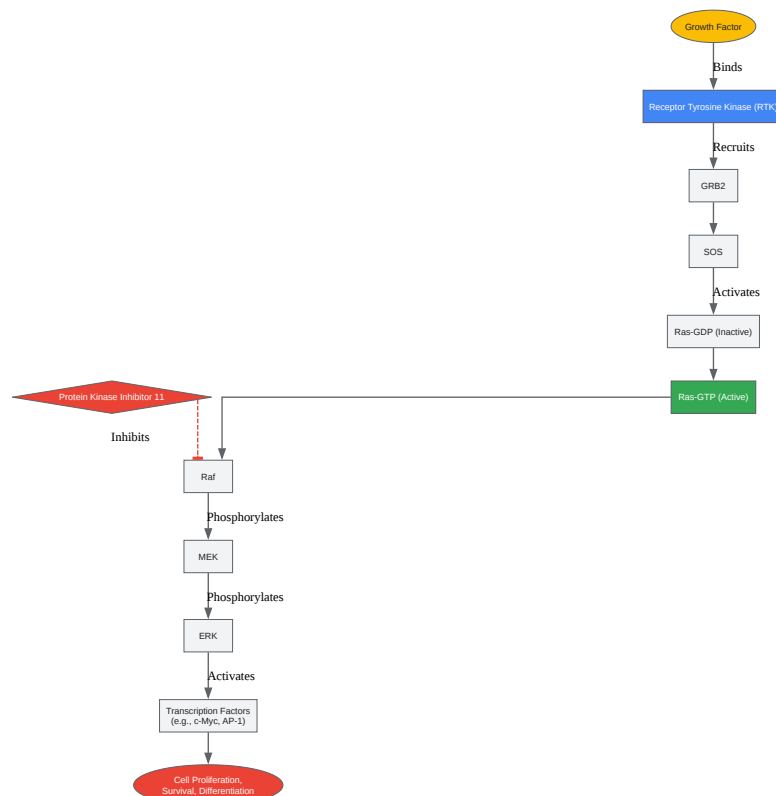 Growth Factor
Binds
Receptor Tyrosine Kinase (RTK)
Recruits
GRB2
SOS
Activates
Ras-GDP (Inactive)
Protein Kinase Inhibitor 11
Ras-GTP (Active)
Inhibits
Raf
Phosphorylates
MEK
Phosphorylates
ERK
Activates
Transcription Factors
(e.g., c-Myc, AP-1)
Cell Proliferation,
Survival, Differentiation